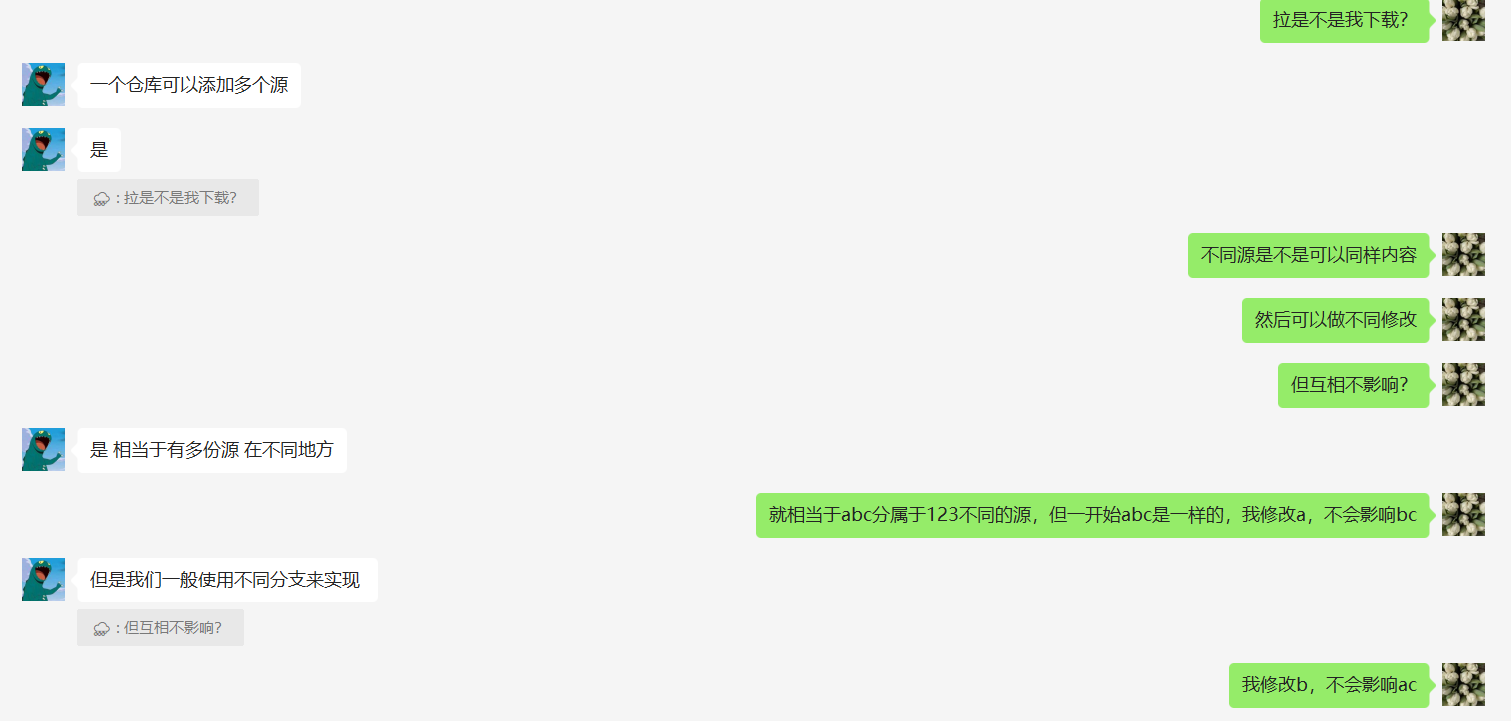 拉是不是我下载？
一个仓库可以添加多个源
是
: 拉是不是我下载？
不同源是不是可以同样内容
然后可以做不同修改
但互相不影响？
是 相当于有多份源 在不同地方
就相当于abc分属于123不同的源，但一开始abc是一样的，我修改a，不会影响bc
但是我们一般使用不同分支来实现
: 但互相不影响？
我修改b，不会影响ac